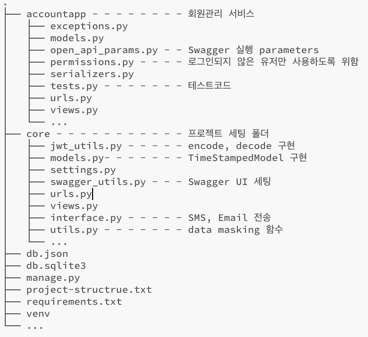 .
├── accountapp - - - - - - - - 회원관리 서비스
│   ├── exceptions.py
│   ├── models.py
│   ├── open_api_params.py - - Swagger 실행 parameters
│   ├── permissions.py - - - - 로그인되지 않은 유저만 사용하도록 위함
│   ├── serializers.py
│   ├── tests.py - - - - - - - 테스트코드
│   ├── urls.py
│   ├── views.py
│   └── ...
├── core - - - - - - - - - - - 프로젝트 세팅 폴더
│   ├── jwt_utils.py - - - - - encode, decode 구현
│   ├── models.py- - - - - - - TimeStampedModel 구현
│   ├── settings.py
│   ├── swagger_utils.py - - - Swagger UI 세팅
│   ├── urls.py
│   ├── views.py
│   ├── interface.py - - - - - SMS, Email 전송
│   ├── utils.py - - - - - - - data masking 함수
│   └── ...
├── db.json
├── db.sqlite3
├── manage.py
├── project-structrue.txt
├── requirements.txt
├── venv
└── ...